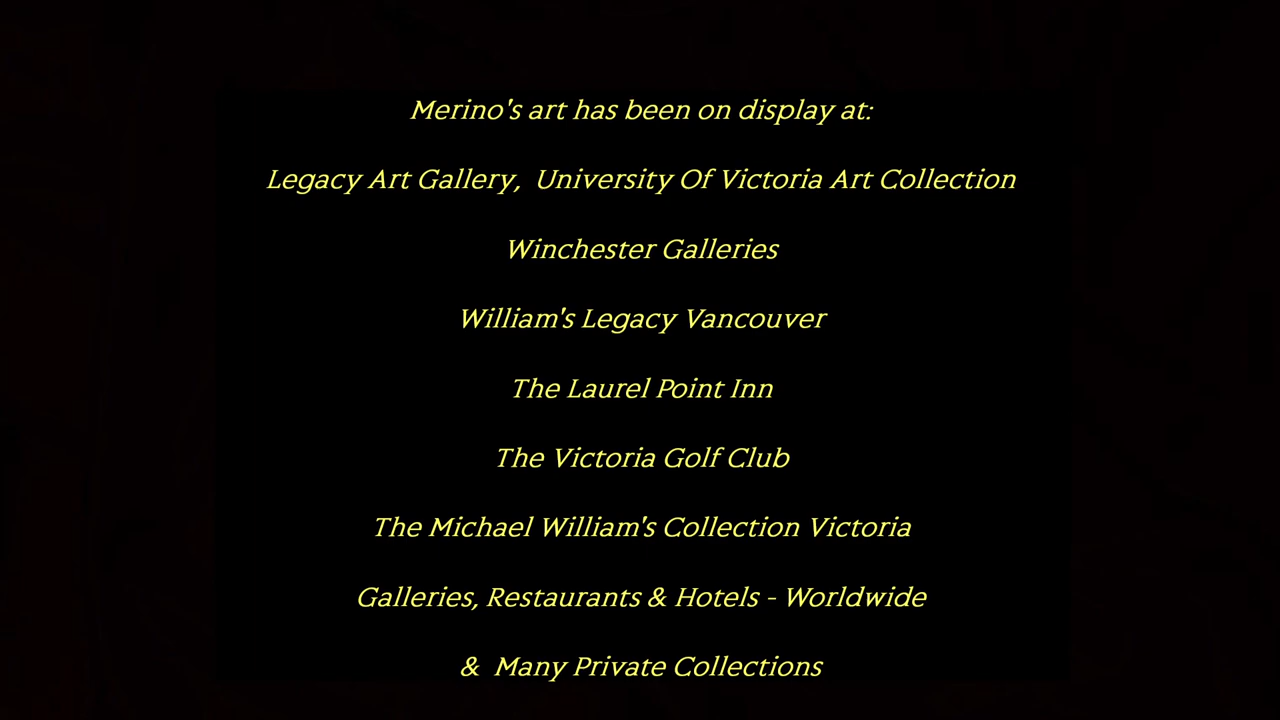 Merino's art has been on display at:
Legacy Art Gallery,  University Of Victoria Art Collection
Winchester Galleries
William's Legacy Vancouver
The Laurel Point Inn
The Victoria Golf Club
The Michael William's Collection Victoria
Galleries, Restaurants & Hotels - Worldwide
&  Many Private Collections